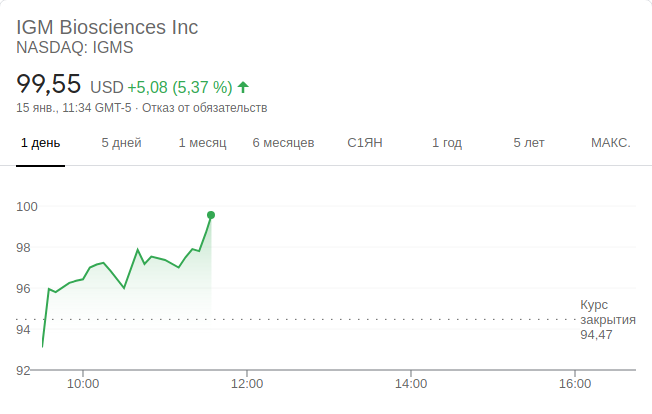 IGM Biosciences Inc
NASDAQ: IGMS
99,55 USD +5,08 (5,37 %)
15 янв., 11:34 GMT-5 · Отказ от обязательств
1 день 5 дней 1 месяц 6 месяцев С1ЯН 1 год 5 лет МАКС.
100
98
96
Курс
закрытия
94,47
94
92
10:00 12:00 14:00 16:00